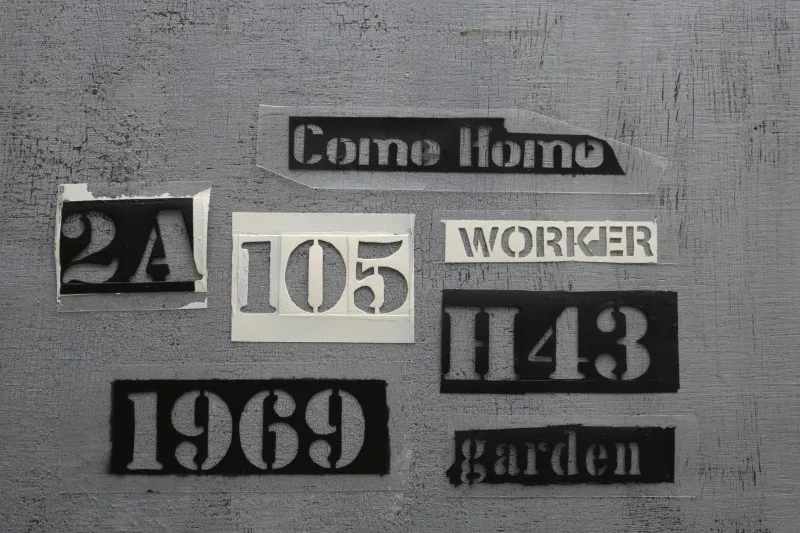 Come Home
2A
105
WORKER
H43
1969
garden